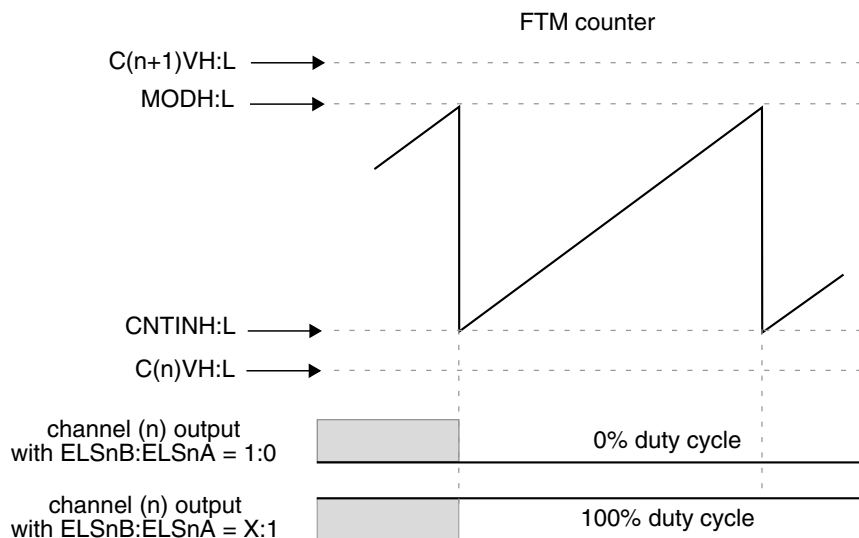 FTM counter
C(n+1)VH:L
MODH:L
CNTINH:L
C(n)VH:L
channel (n) output
with ELSnB:ELSnA = 1:0
0% duty cycle
channel (n) output
with ELSnB:ELSnA = X:1
100% duty cycle